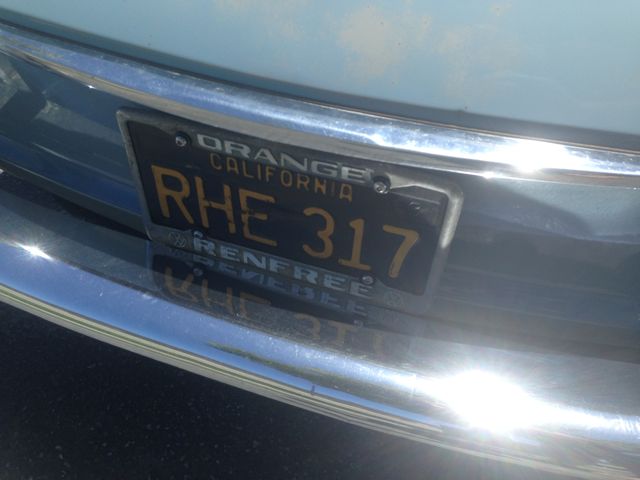 ORANGE
CALIFORNIA
RHE 317
RENFREE